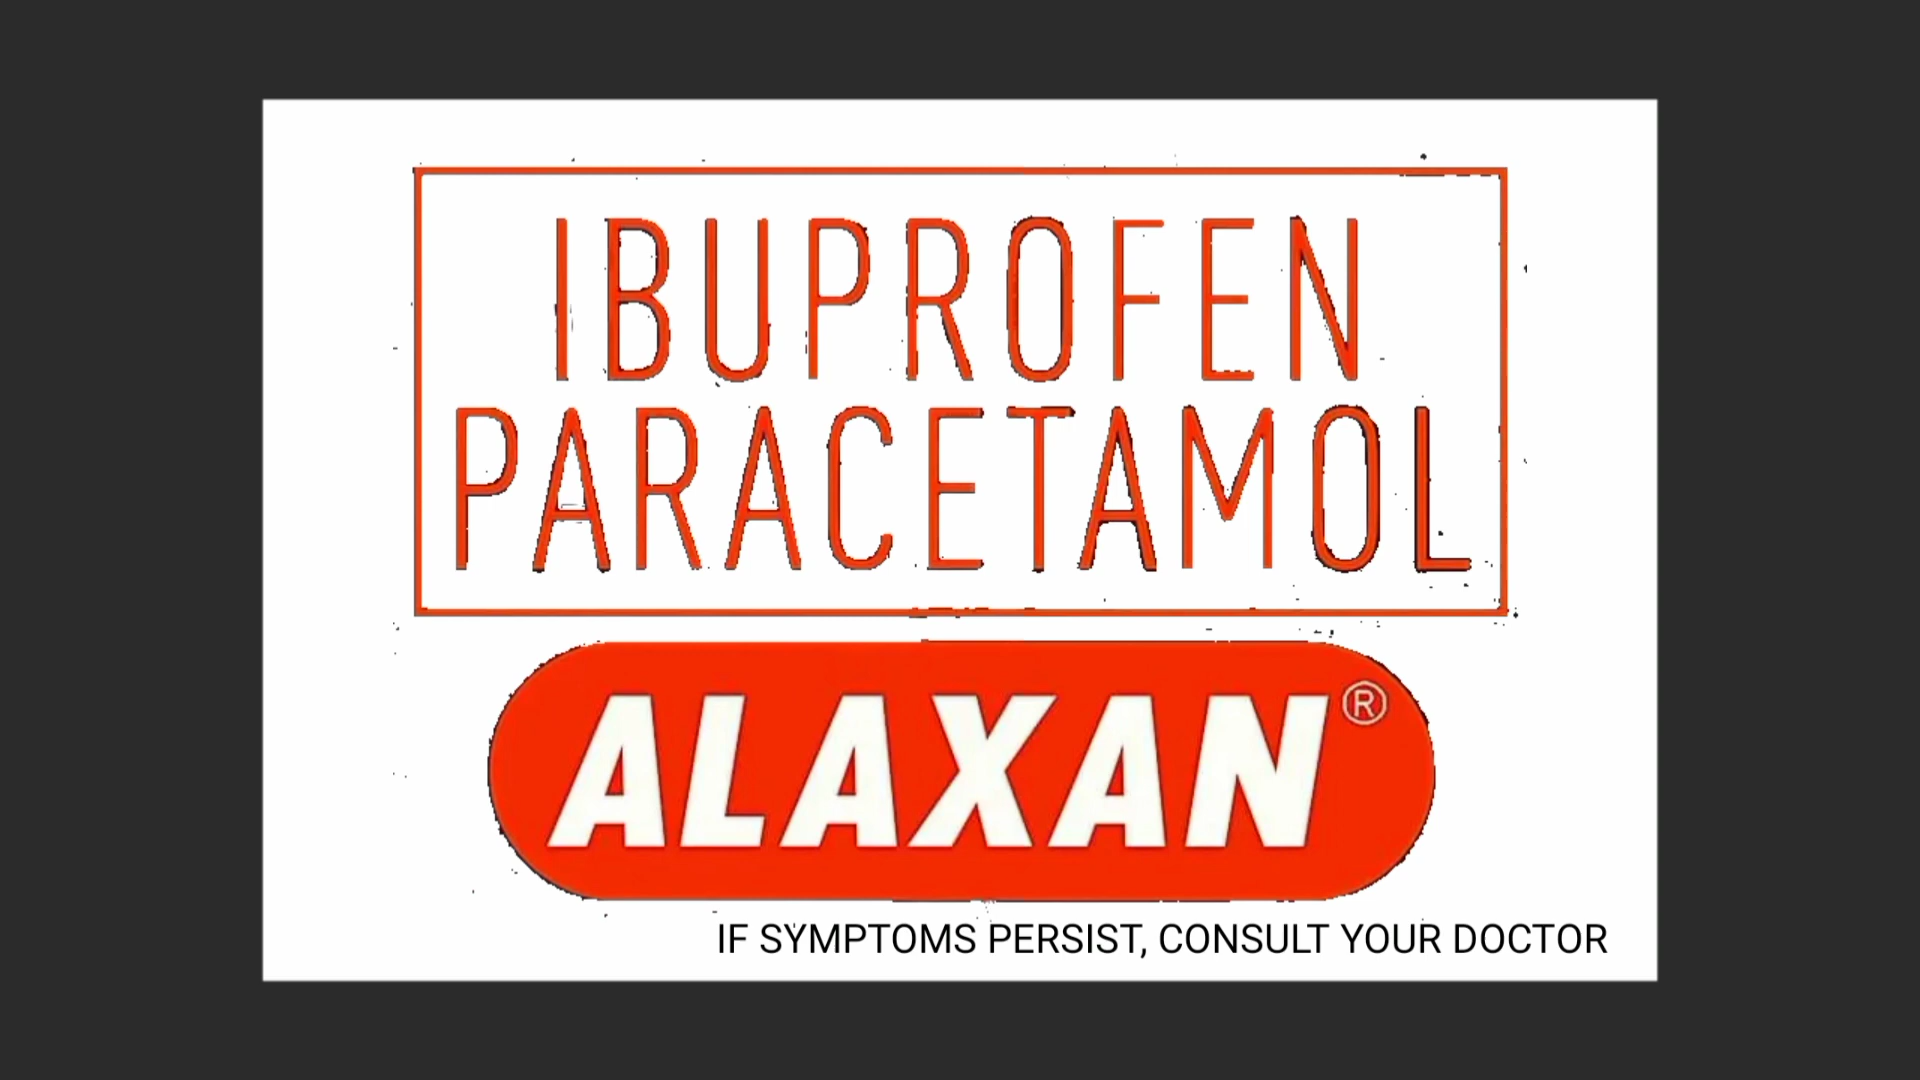 IBUPROFEN
PARACETAMOL
ALAXAN®
IF SYMPTOMS PERSIST, CONSULT YOUR DOCTOR